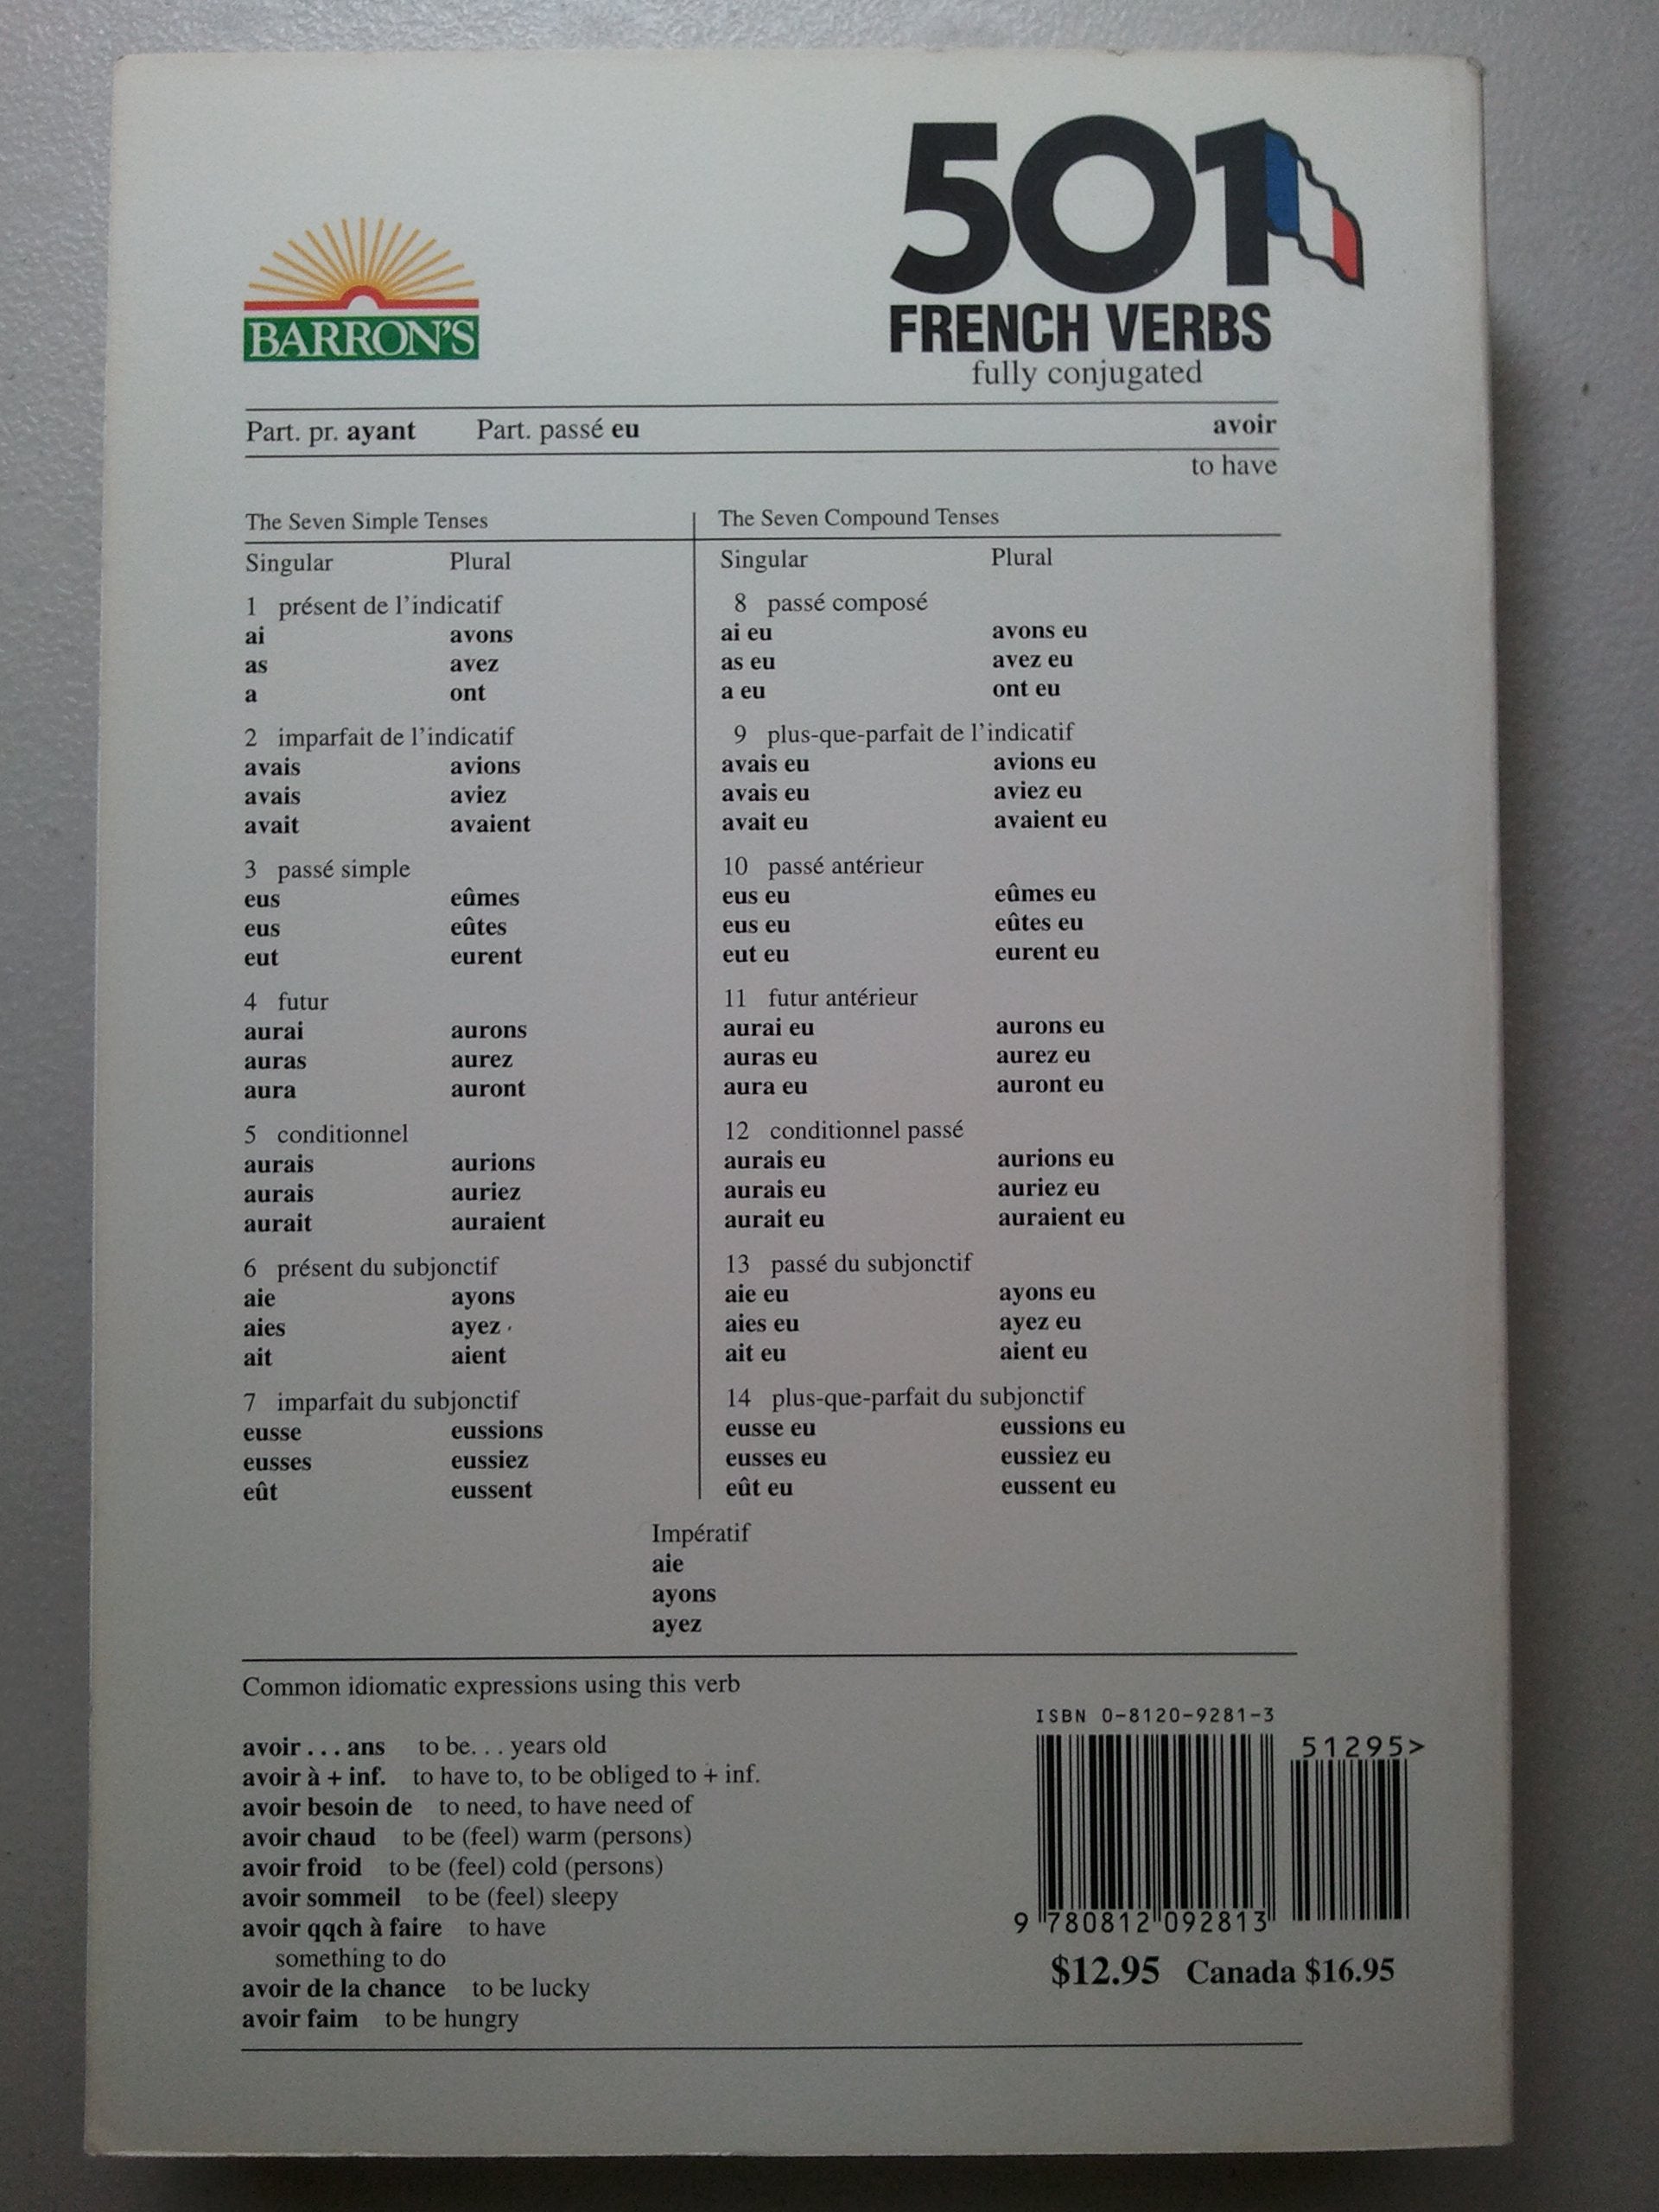 501
FRENCH VERBS
fully conjugated
BARRON'S
Part. pr. ayant Part. passé eu avoir
to have
The Seven Simple Tenses
Singular Plural
1 présent de l'indicatif
ai avons
as avez
a ont
2 imparfait de l'indicatif
avais avions
avais aviez
avait avaient
3 passé simple
eus eûmes
eus eûtes
eut eurent
4 futur
aurai aurons
auras aurez
aura auront
5 conditionnel
aurais aurions
aurais auriez
aurait auraient
6 présent du subjonctif
aie ayons
aies ayez
ait aient
7 imparfait du subjonctif
eusse eussions
eusses eussiez
eût eussent
The Seven Compound Tenses
Singular Plural
8 passé composé
ai eu avons eu
as eu avez eu
a eu ont eu
9 plus-que-parfait de l'indicatif
avais eu avions eu
avais eu aviez eu
avait eu avaient eu
10 passé antérieur
eus eu eûmes eu
eus eu eûtes eu
eut eu eurent eu
11 futur antérieur
aurai eu aurons eu
auras eu aurez eu
aura eu auront eu
12 conditionnel passé
aurais eu aurions eu
aurais eu auriez eu
aurait eu auraient eu
13 passé du subjonctif
aie eu ayons eu
aies eu ayez eu
ait eu aient eu
14 plus-que-parfait du subjonctif
eusse eu eussions eu
eusses eu eussiez eu
eût eu eussent eu
Impératif
aie
ayons
ayez
Common idiomatic expressions using this verb
avoir . . . ans to be. . . years old
avoir à + inf. to have to, to be obliged to + inf.
avoir besoin de to need, to have need of
avoir chaud to be (feel) warm (persons)
avoir froid to be (feel) cold (persons)
avoir sommeil to be (feel) sleepy
avoir qqch à faire to have
something to do
avoir de la chance to be lucky
avoir faim to be hungry
ISBN 0-8120-9281-3
51295>
9 780812 092813
$12.95 Canada $16.95